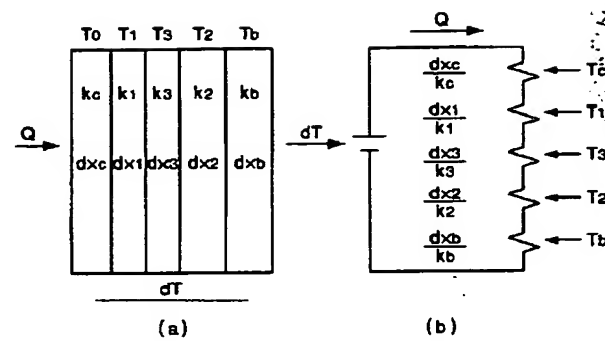 T0 T1 T3 T2 Tb
kc k1 k3 k2 kb
Q
dxc dx1 dx3 dx2 dxb
dT
(a)
Q
dT
dxc
kc
dx1
k1
dx3
k3
dx2
k2
dxb
kb
T1
T3
T2
Tb
(b)